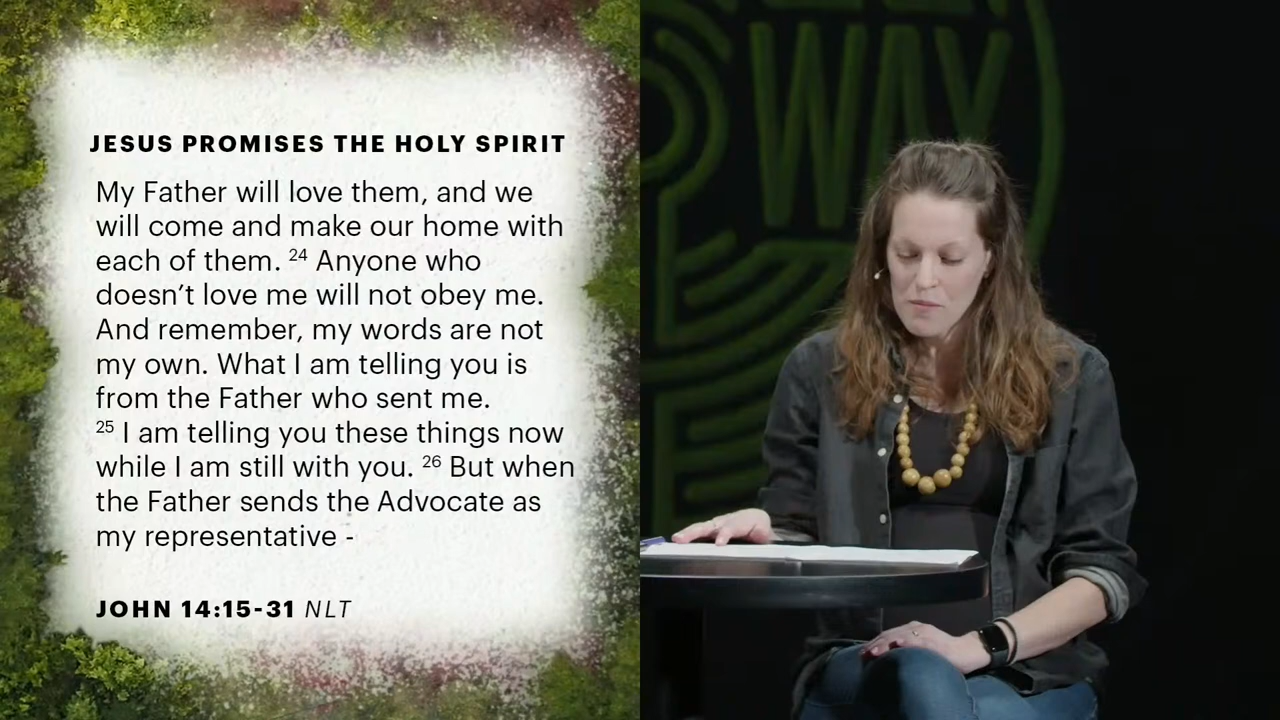 JESUS PROMISES THE HOLY SPIRIT
My Father will love them, and we
will come and make our home with
each of them. 24 Anyone who
doesn’t love me will not obey me.
And remember, my words are not
my own. What I am telling you is
from the Father who sent me.
25 I am telling you these things now
while I am still with you. 26 But when
the Father sends the Advocate as
my representative -
JOHN 14:15-31 NLT
WAY